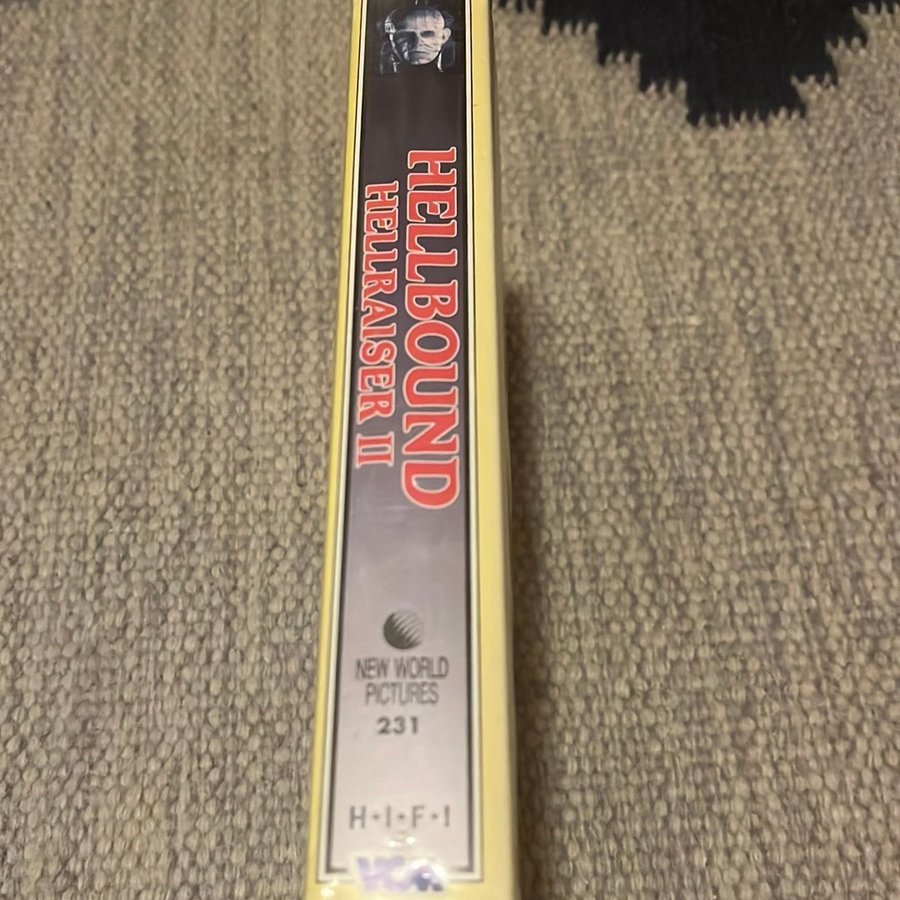 HELLBOUND
HELLRAISER II
NEW WORLD
PICTURES
231
H•I•F•I